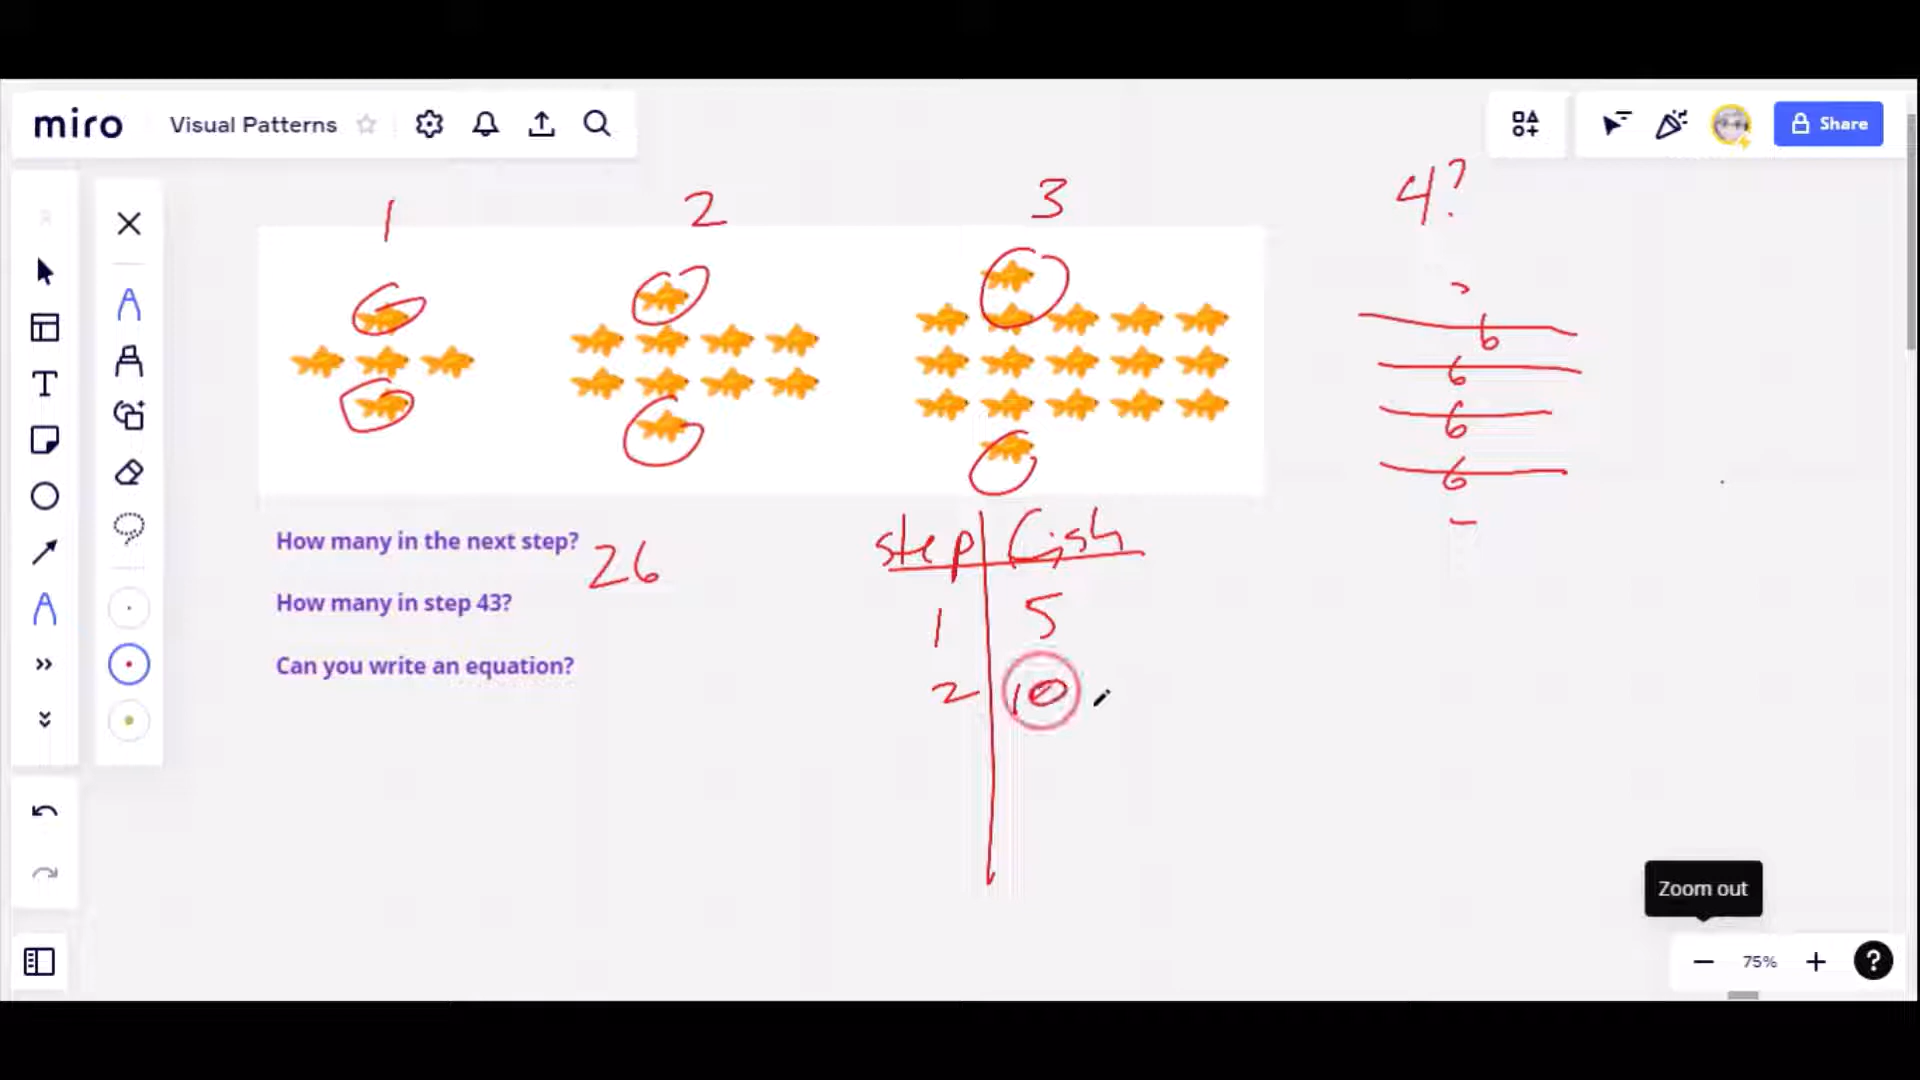 miro Visual Patterns Share
1 2 3 4?
6
6
6
6
How many in the next step? 26
How many in step 43?
Can you write an equation?
step fish
1 5
2 10
Zoom out
75%
?